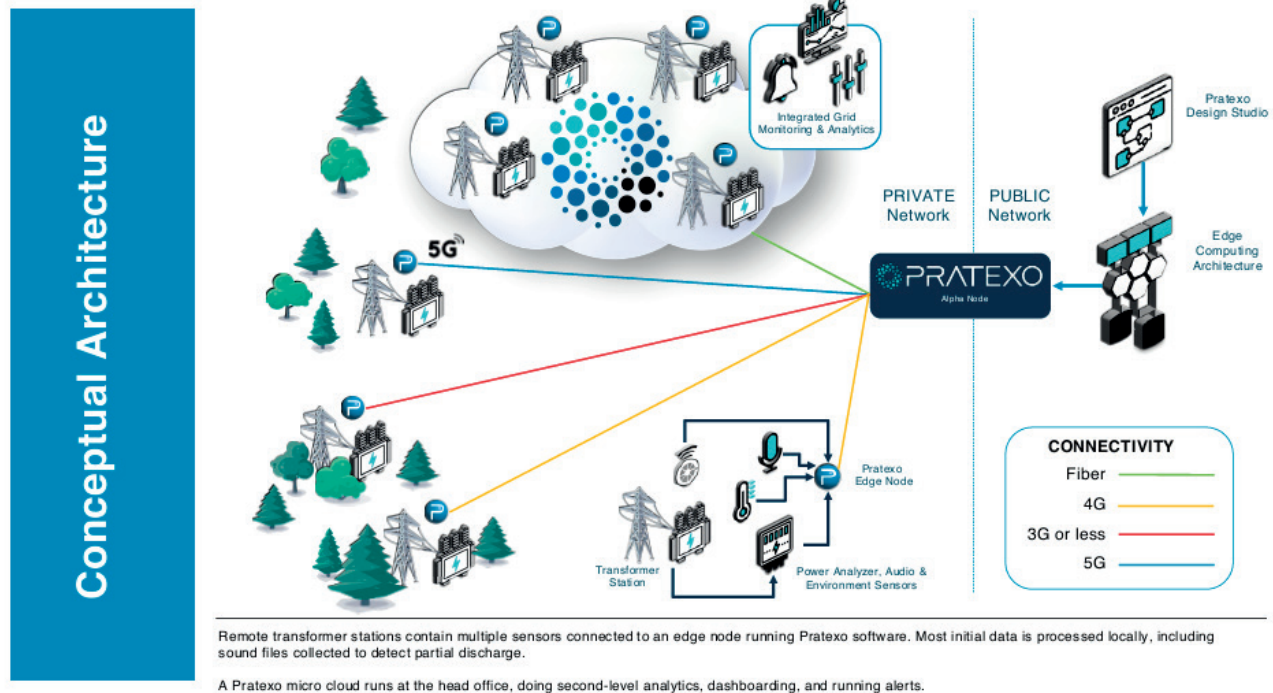 Conceptual Architecture
Integrated Grid
Monitoring & Analytics
Pratexo
Design Studio
PRIVATE
Network
PUBLIC
Network
5G
Edge
Computing
Architecture
PRATEXO
Alpha Node
Pratexo
Edge Node
Transformer
Station
Power Analyzer, Audio &
Environment Sensors
CONNECTIVITY
Fiber
4G
3G or less
5G
Remote transformer stations contain multiple sensors connected to an edge node running Pratexo software. Most initial data is processed locally, including
sound files collected to detect partial discharge.
A Pratexo micro cloud runs at the head office, doing second-level analytics, dashboarding, and running alerts.